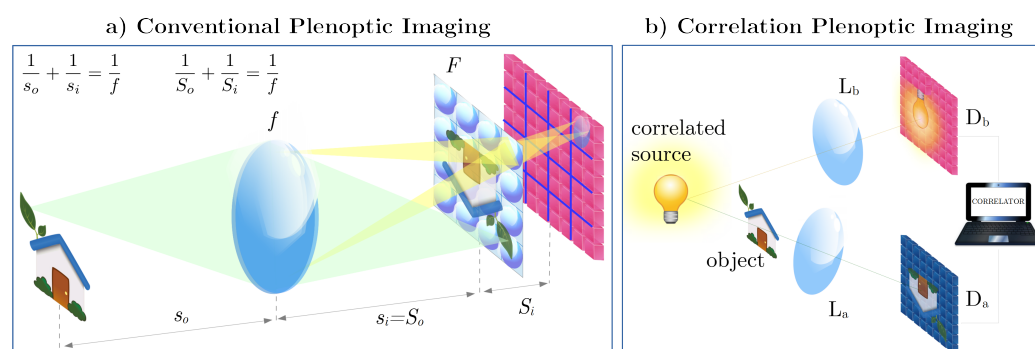 a) Conventional Plenoptic Imaging
1/s_o + 1/s_i = 1/f
1/S_o + 1/S_i = 1/f
F
f
s_o
s_i=S_o
S_i
b) Correlation Plenoptic Imaging
L_b
D_b
correlated
source
CORRELATOR
object
L_a
D_a